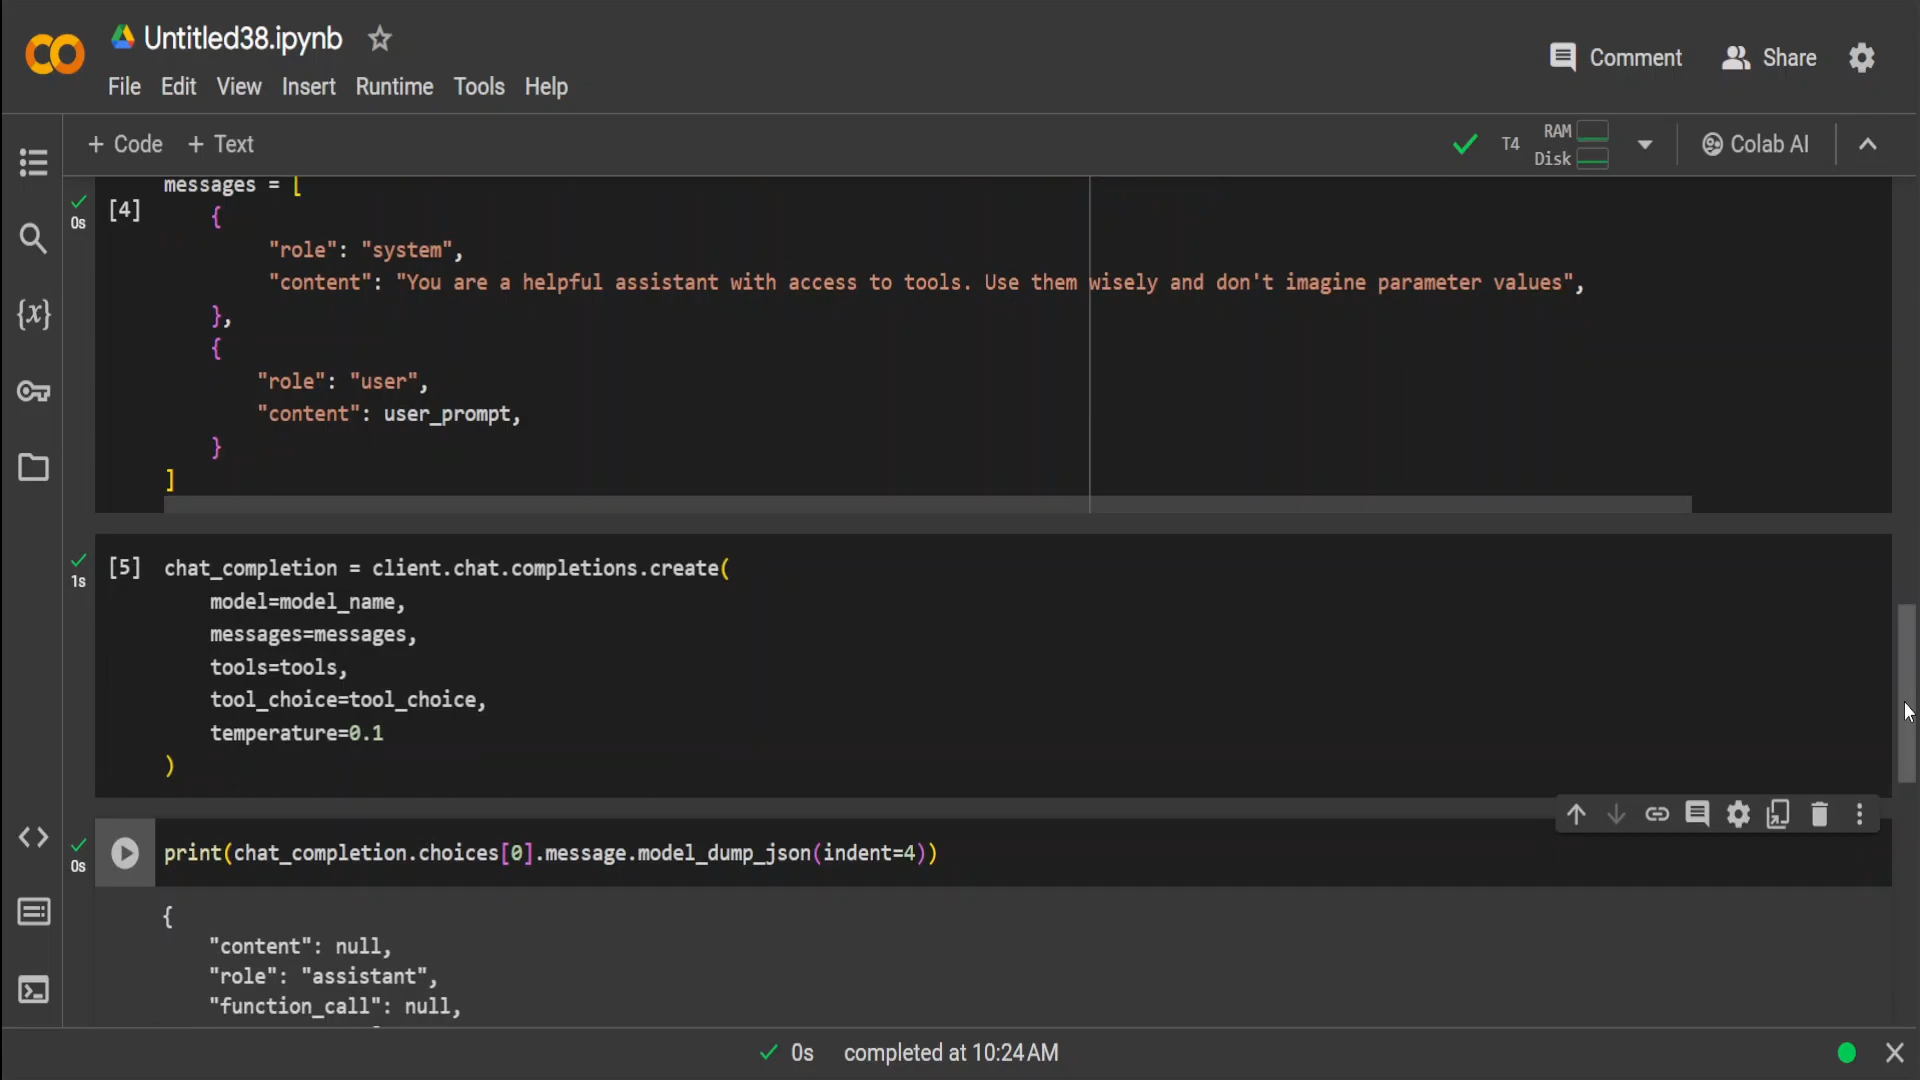 Untitled38.ipynb
Comment
Share
File Edit View Insert Runtime Tools Help
+ Code + Text
T4
RAM
Disk
Colab AI
messages = [
[4]
0s
{
"role": "system",
"content": "You are a helpful assistant with access to tools. Use them wisely and don't imagine parameter values",
},
{
"role": "user",
"content": user_prompt,
}
]
[5] chat_completion = client.chat.completions.create(
1s
model=model_name,
messages=messages,
tools=tools,
tool_choice=tool_choice,
temperature=0.1
)
print(chat_completion.choices[0].message.model_dump_json(indent=4))
0s
{
"content": null,
"role": "assistant",
"function_call": null,
0s completed at 10:24 AM